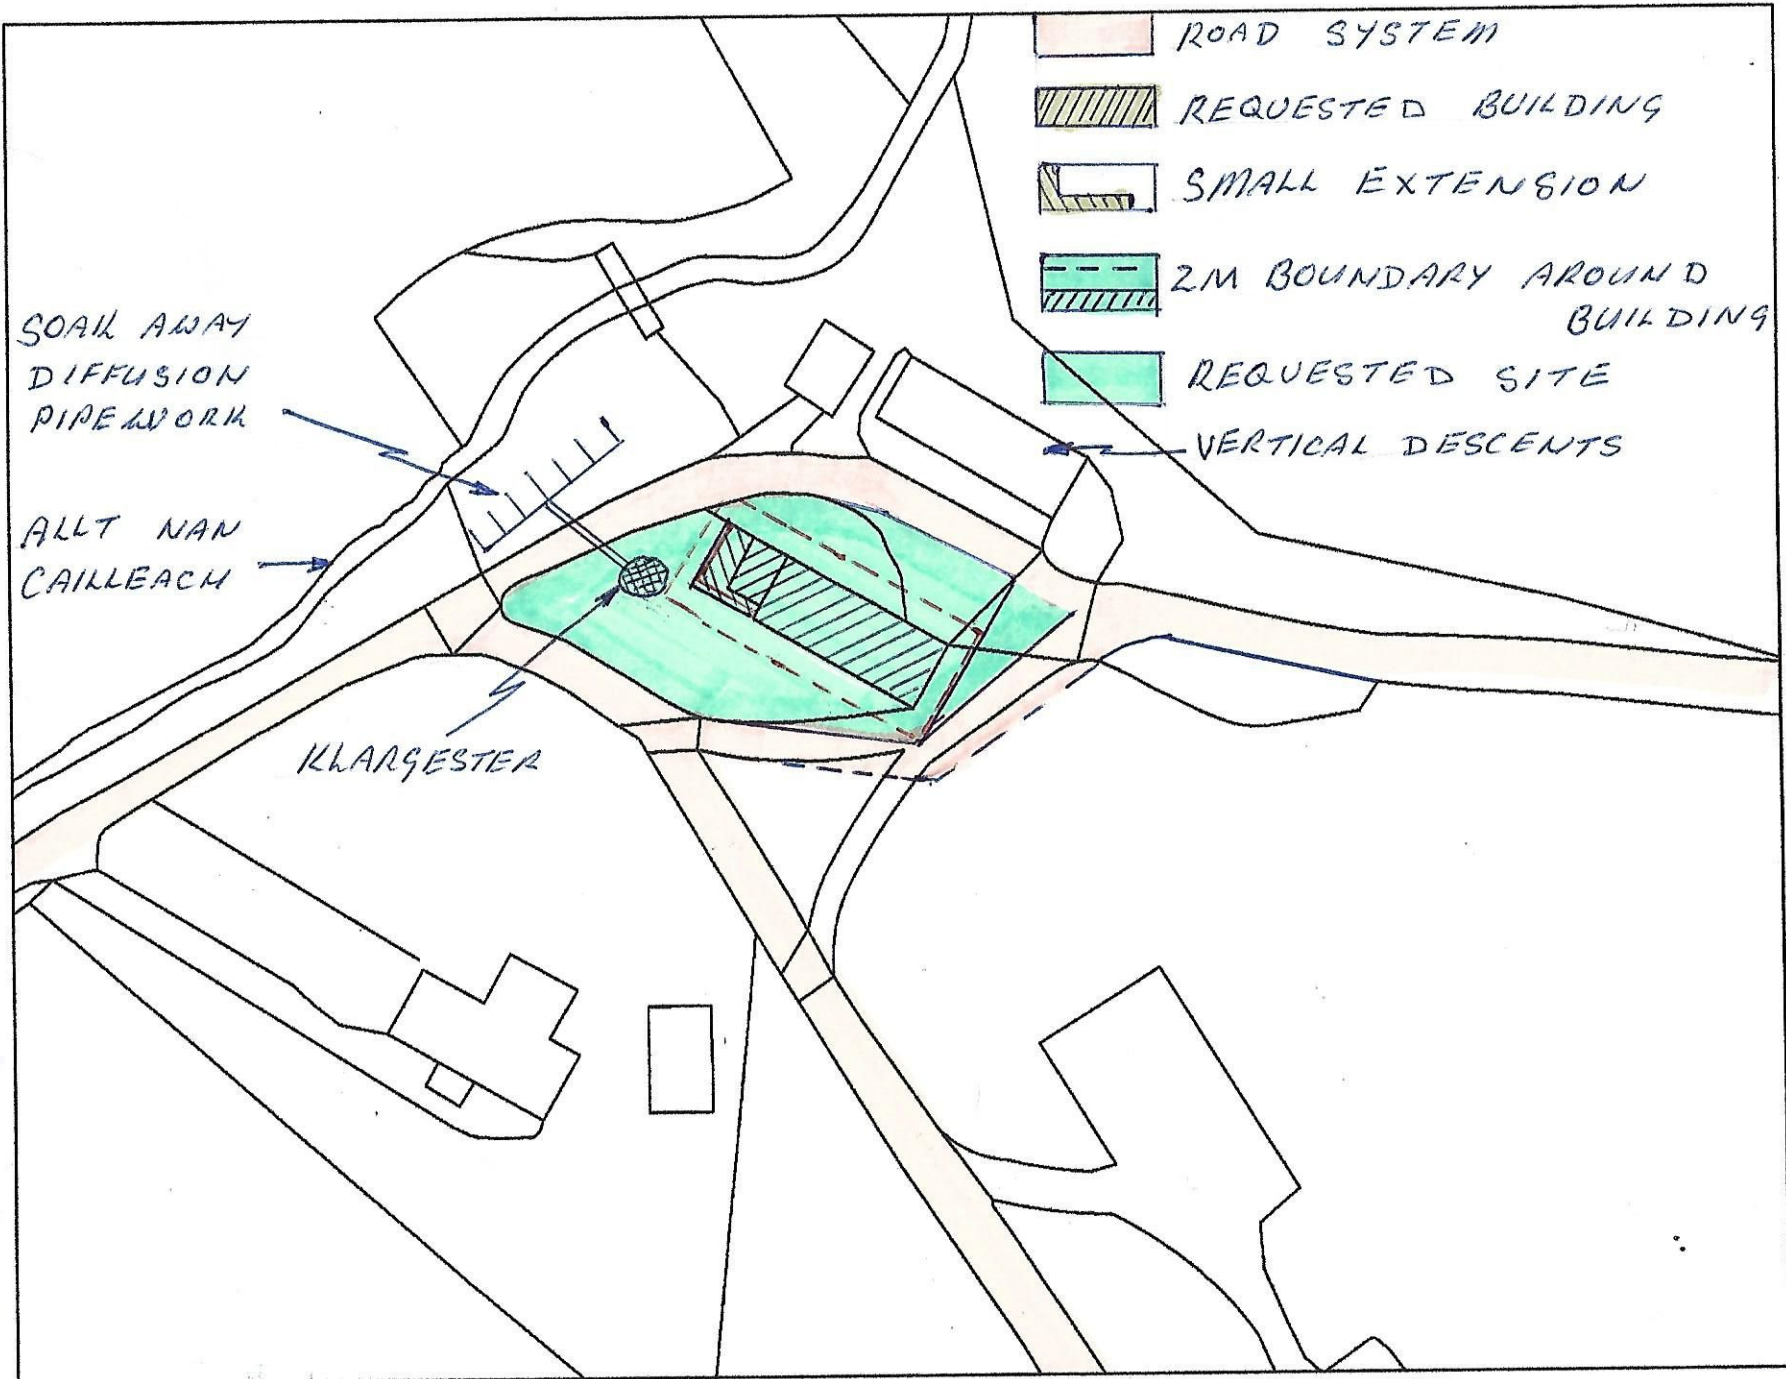 ROAD SYSTEM
REQUESTED BUILDING
SMALL EXTENSION
2M BOUNDARY AROUND
BUILDING
REQUESTED SITE
VERTICAL DESCENTS
SOAK AWAY
DIFFUSION
PIPEWORK
ALLT NAN
CAILLEACH
KLARGESTER